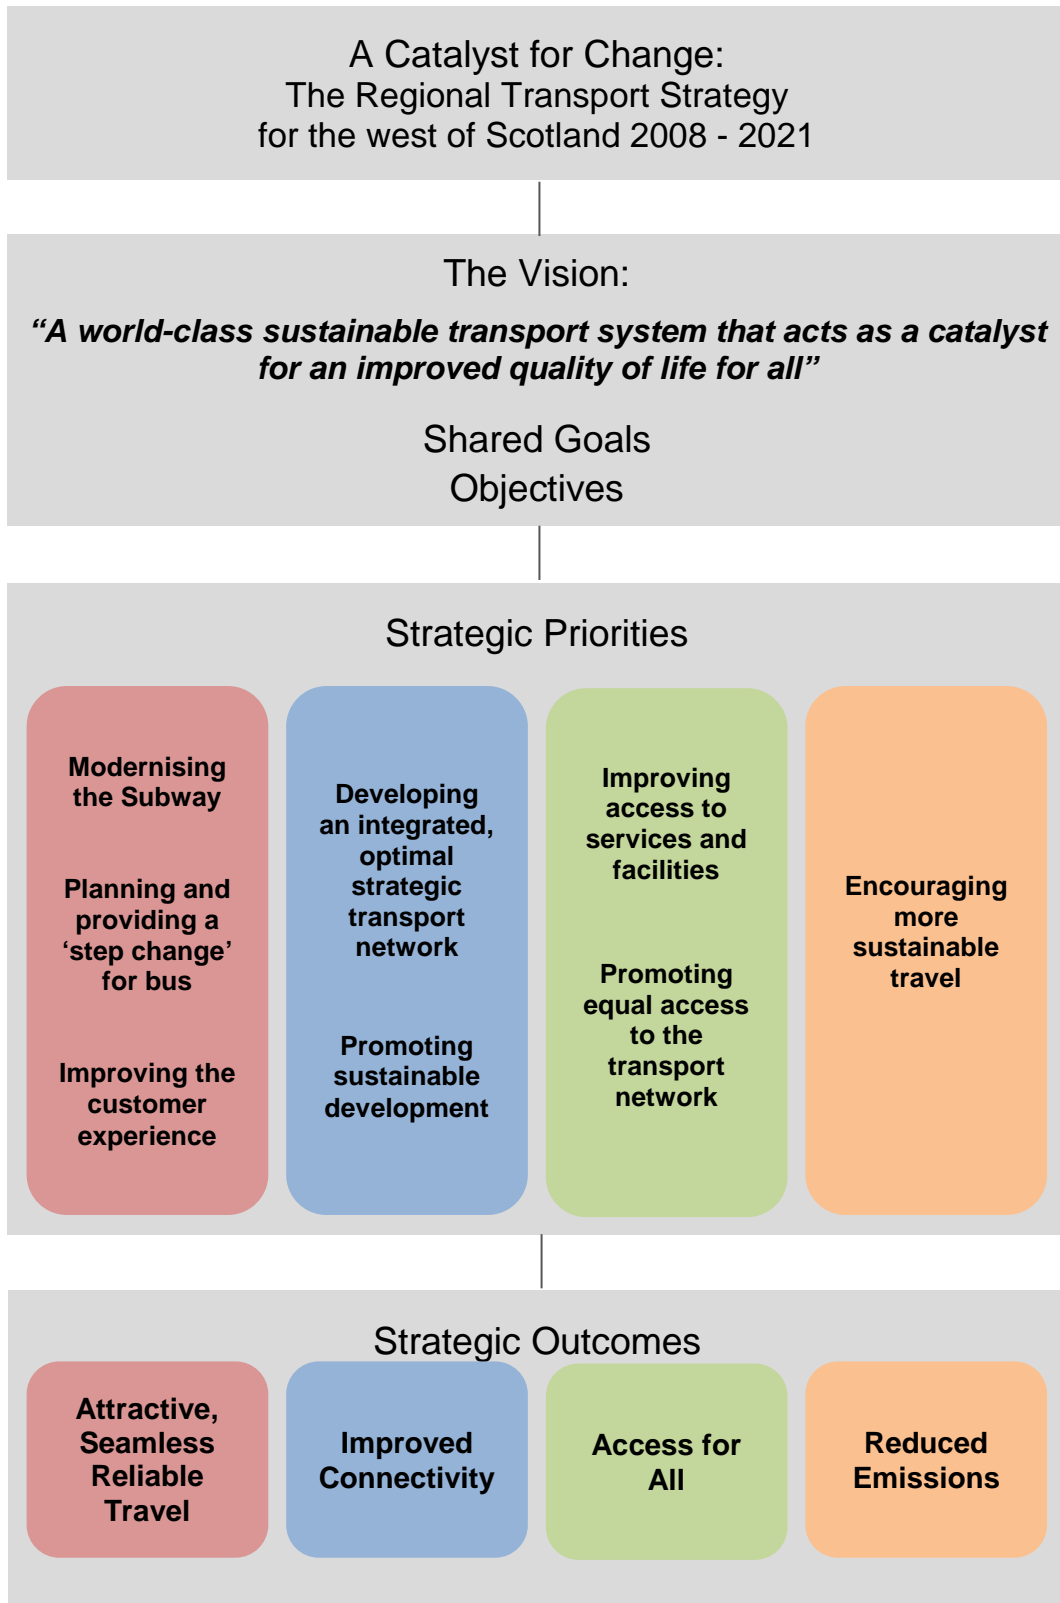 A Catalyst for Change:
The Regional Transport Strategy
for the west of Scotland 2008 - 2021
The Vision:
“A world-class sustainable transport system that acts as a catalyst
for an improved quality of life for all”
Shared Goals
Objectives
Strategic Priorities
Modernising
the Subway
Planning and
providing a
‘step change’
for bus
Improving the
customer
experience
Developing
an integrated,
optimal
strategic
transport
network
Promoting
sustainable
development
Improving
access to
services and
facilities
Promoting
equal access
to the
transport
network
Encouraging
more
sustainable
travel
Strategic Outcomes
Attractive,
Seamless
Reliable
Travel
Improved
Connectivity
Access for
All
Reduced
Emissions